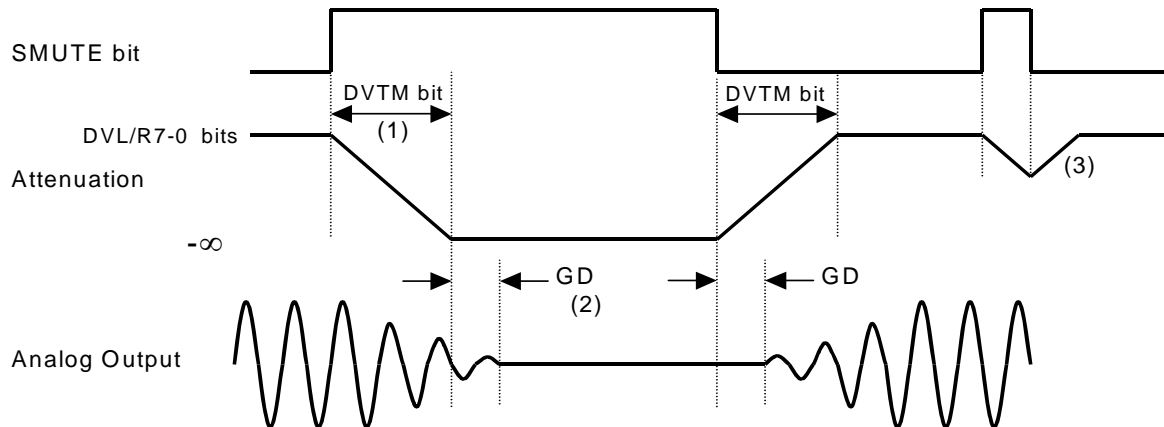 SMUTE bit
DVTM bit
DVTM bit
(1)
DVL/R7-0 bits
(3)
Attenuation
-∞
GD
GD
(2)
Analog Output